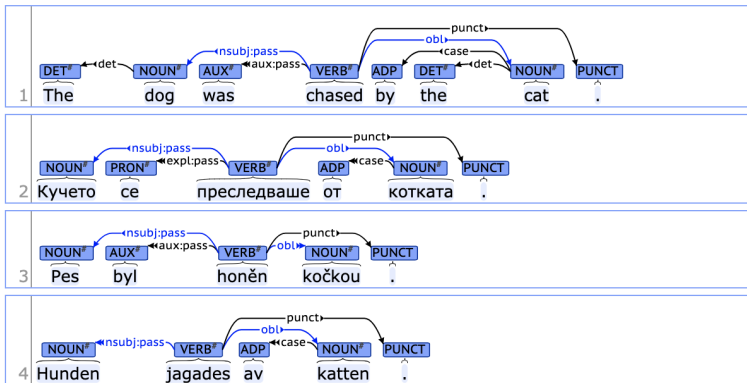 punct
obl
nsubj:pass case
det aux:pass det
DET# NOUN# AUX# VERB# ADP DET# NOUN# PUNCT
1 The dog was chased by the cat .
punct
nsubj:pass obl
expl:pass case
NOUN# PRON# VERB# ADP NOUN# PUNCT
2 Кучето се преследваше от котката .
nsubj:pass punct
aux:pass obl
NOUN# AUX# VERB# NOUN# PUNCT
3 Pes byl honěn kočkou .
punct
obl
nsubj:pass case
NOUN# VERB# ADP NOUN# PUNCT
4 Hunden jagades av katten .